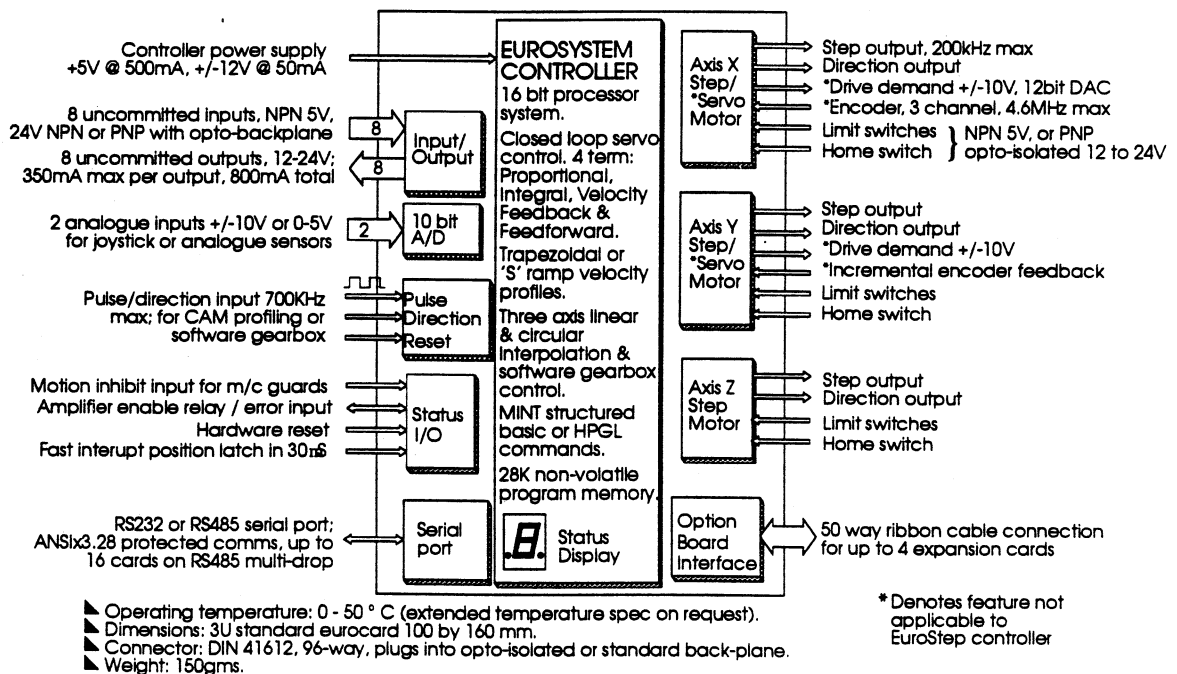 Controller power supply
+5V @ 500mA, +/-12V @ 50mA
8 uncommitted inputs, NPN 5V,
24V NPN or PNP with opto-backplane
8
8 uncommitted outputs, 12-24V;
350mA max per output, 800mA total
8
Input/
Output
2 analogue inputs +/-10V or 0-5V
for joystick or analogue sensors
2
10 bit
A/D
Pulse/direction input 700KHz
max; for CAM profiling or
software gearbox
Pulse
Direction
Reset
Motion inhibit input for m/c guards
Amplifier enable relay / error input
Hardware reset
Fast interupt position latch in 30mS
Status
I/O
RS232 or RS485 serial port;
ANSIx3.28 protected comms, up to
16 cards on RS485 multi-drop
Serial
port
EUROSYSTEM
CONTROLLER
16 bit processor
system.
Closed loop servo
control. 4 term:
Proportional,
Integral, Velocity
Feedback &
Feedforward.
Trapezoidal or
'S' ramp velocity
profiles.
Three axis linear
& circular
interpolation &
software gearbox
control.
MINT structured
basic or HPGL
commands.
28K non-volatile
program memory.
.8.
Status
Display
Axis X
Step/
*Servo
Motor
Step output, 200kHz max
Direction output
*Drive demand +/-10V, 12bit DAC
*Encoder, 3 channel, 4.6MHz max
Limit switches } NPN 5V, or PNP
Home switch opto-isolated 12 to 24V
Axis Y
Step/
*Servo
Motor
Step output
Direction output
*Drive demand +/-10V
*Incremental encoder feedback
Limit switches
Home switch
Axis Z
Step
Motor
Step output
Direction output
Limit switches
Home switch
Option
Board
Interface
50 way ribbon cable connection
for up to 4 expansion cards
Operating temperature: 0 - 50 ° C (extended temperature spec on request).
Dimensions: 3U standard eurocard 100 by 160 mm.
Connector: DIN 41612, 96-way, plugs into opto-isolated or standard back-plane.
Weight: 150gms.
* Denotes feature not
applicable to
EuroStep controller